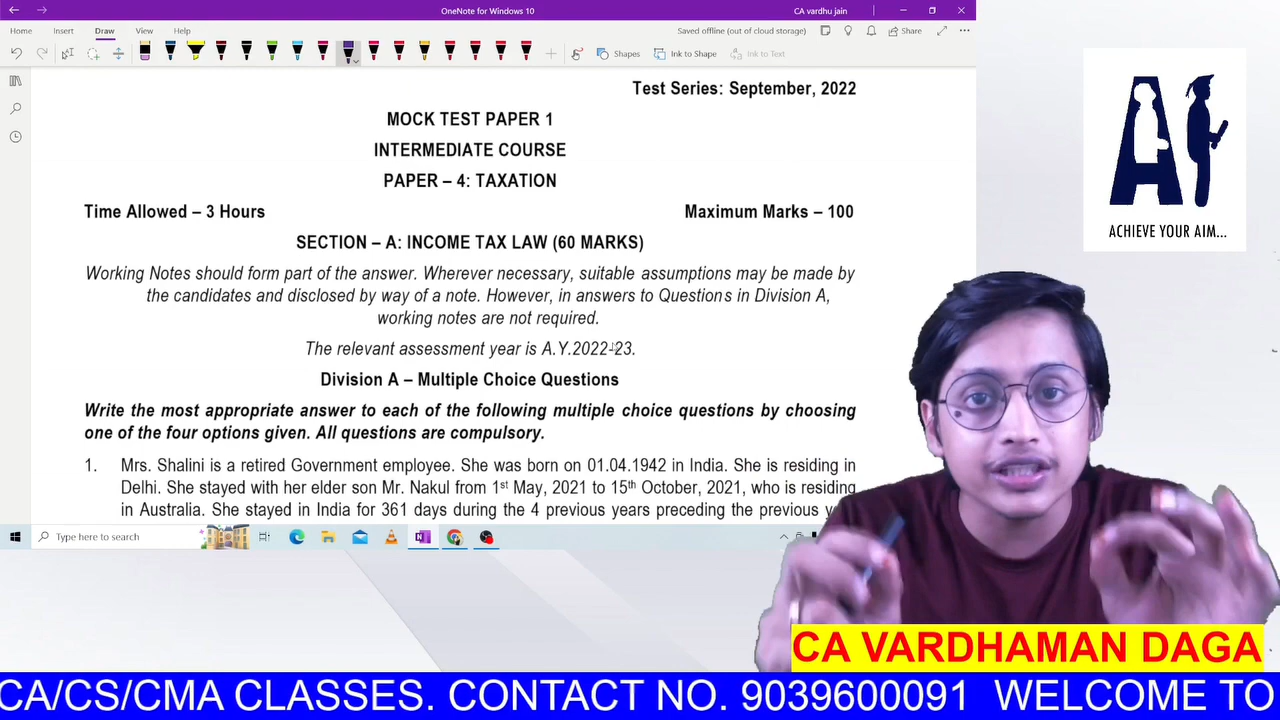 OneNote for Windows 10
CA vardhu jain
Home Insert Draw View Help
Saved offline (out of cloud storage)
Share
Shapes
Ink to Shape
Ink to Text
Test Series: September, 2022
MOCK TEST PAPER 1
INTERMEDIATE COURSE
PAPER – 4: TAXATION
Time Allowed – 3 Hours
Maximum Marks – 100
SECTION – A: INCOME TAX LAW (60 MARKS)
Working Notes should form part of the answer. Wherever necessary, suitable assumptions may be made by
the candidates and disclosed by way of a note. However, in answers to Questions in Division A,
working notes are not required.
The relevant assessment year is A.Y.2022-23.
Division A – Multiple Choice Questions
Write the most appropriate answer to each of the following multiple choice questions by choosing
one of the four options given. All questions are compulsory.
1. Mrs. Shalini is a retired Government employee. She was born on 01.04.1942 in India. She is residing in
Delhi. She stayed with her elder son Mr. Nakul from 1st May, 2021 to 15th October, 2021, who is residing
in Australia. She stayed in India for 361 days during the 4 previous years preceding the previous
Type here to search
A
ACHIEVE YOUR AIM...
CA VARDHAMAN DAGA
CA/CS/CMA CLASSES. CONTACT NO. 9039600091 WELCOME TO